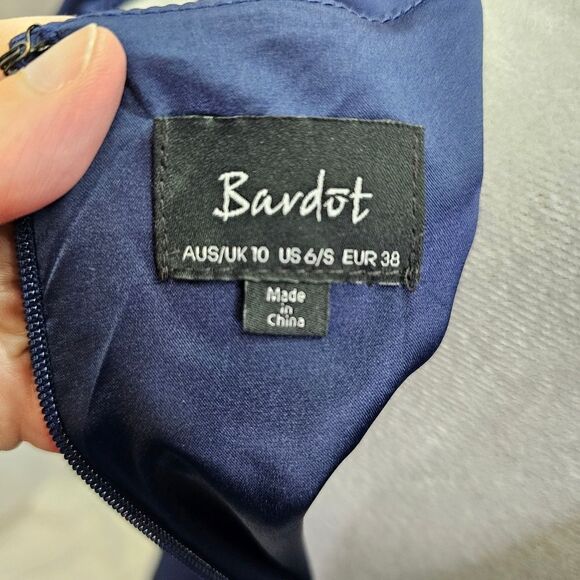 Bardot
AUS/UK 10 US 6/S EUR 38
Made
in
China